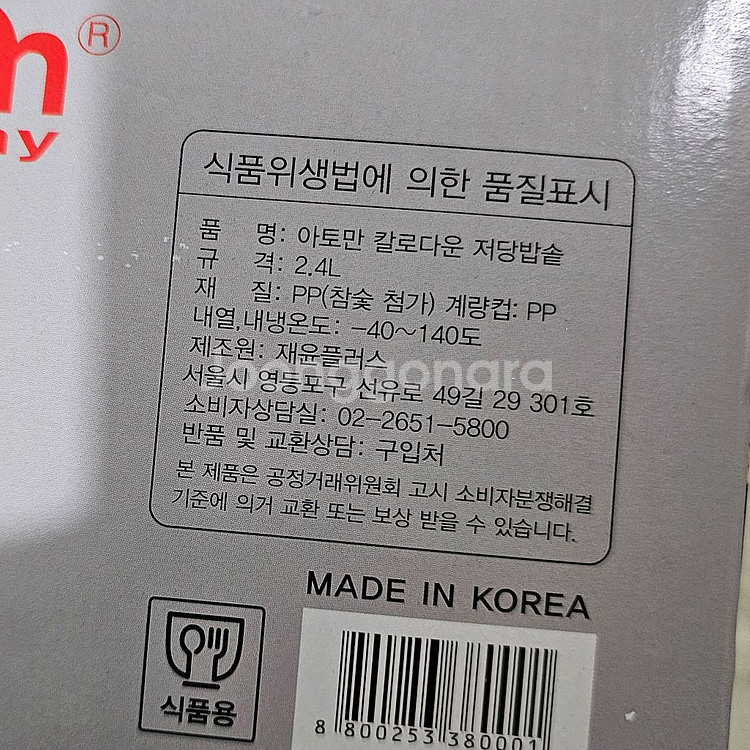 m®
ay
식품위생법에 의한 품질표시
품 명: 아토만 칼로다운 저당밥솥
규 격: 2.4L
재 질: PP(참숯 첨가) 계량컵: PP
내열,내냉온도: -40~140도
제조원: 재윤플러스
joonggonara
서울시 영등포구 선유로 49길 29 301호
소비자상담실: 02-2651-5800
반품 및 교환상담: 구입처
본 제품은 공정거래위원회 고시 소비자분쟁해결
기준에 의거 교환 또는 보상 받을 수 있습니다.
MADE IN KOREA
식품용
8 800253 380001